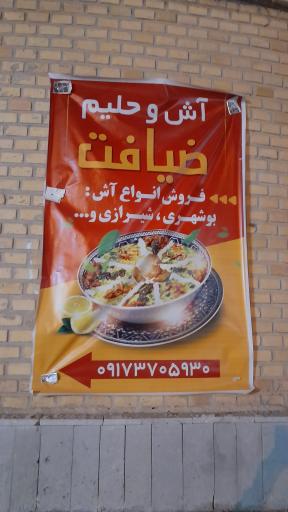 آش و حلیم
ضیافت
فروش انواع آش:
بوشهری، شیرازی و...
۰۹۱۷۳۷۰۵۹۳۰